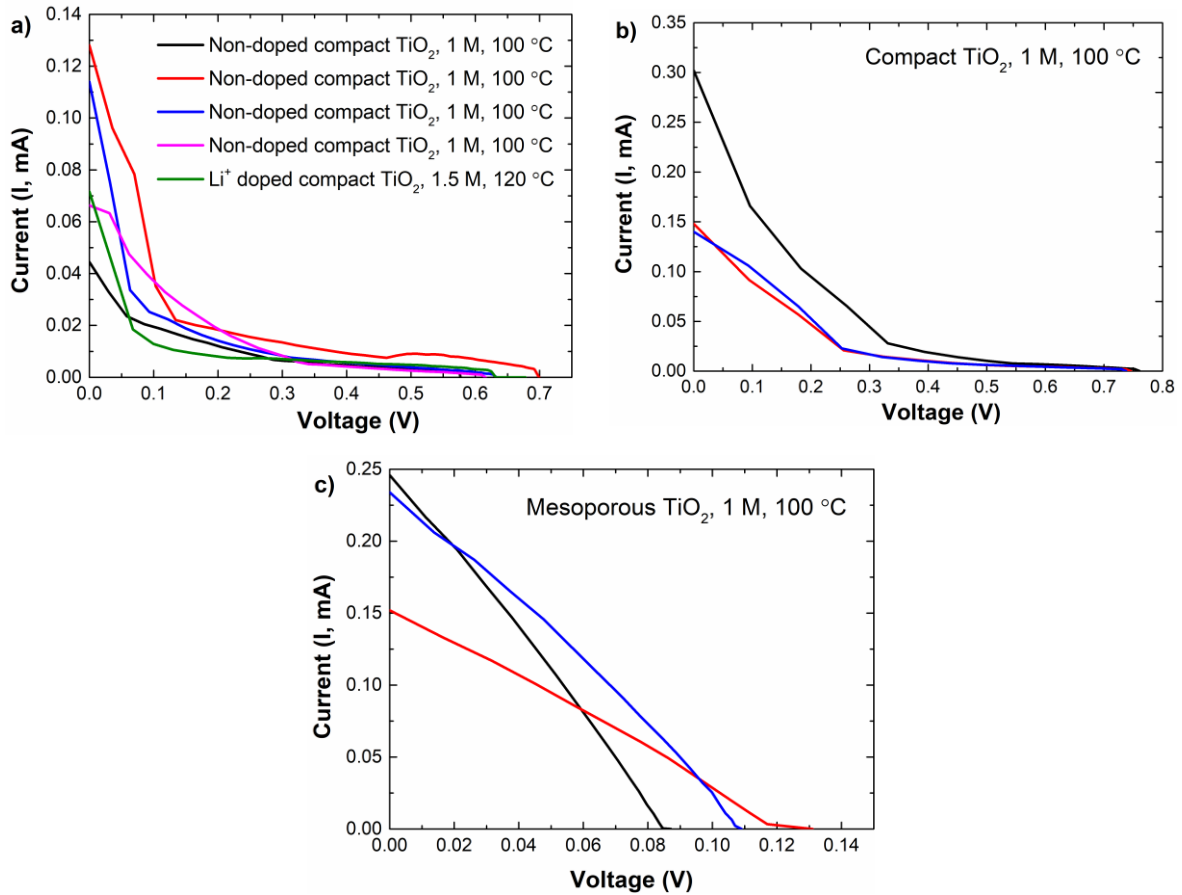 a)
0.14
0.12
0.10
0.08
0.06
0.04
0.02
0.00
Current (I, mA)
Non-doped compact TiO₂, 1 M, 100 °C
Non-doped compact TiO₂, 1 M, 100 °C
Non-doped compact TiO₂, 1 M, 100 °C
Non-doped compact TiO₂, 1 M, 100 °C
Li⁺ doped compact TiO₂, 1.5 M, 120 °C
0.0 0.1 0.2 0.3 0.4 0.5 0.6 0.7
Voltage (V)
b)
Compact TiO₂, 1 M, 100 °C
0.35
0.30
0.25
0.20
0.15
0.10
0.05
0.00
Current (I, mA)
0.0 0.1 0.2 0.3 0.4 0.5 0.6 0.7 0.8
Voltage (V)
c)
Mesoporous TiO₂, 1 M, 100 °C
0.25
0.20
0.15
0.10
0.05
0.00
Current (I, mA)
0.00 0.02 0.04 0.06 0.08 0.10 0.12 0.14
Voltage (V)